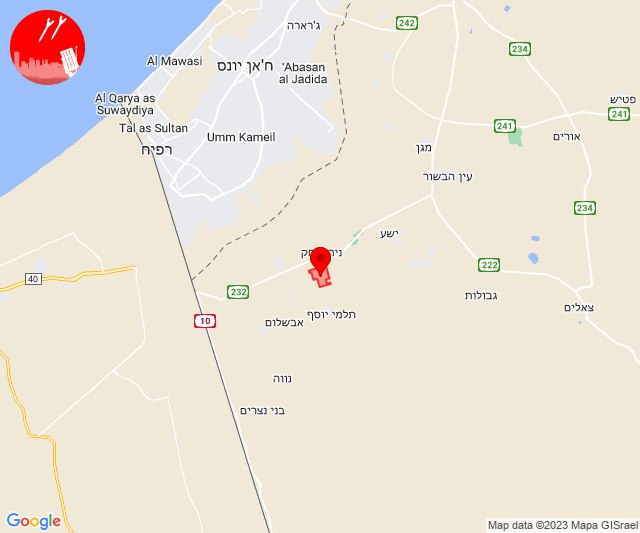 ג'רארה
242
234
Al Mawasi
ח'אן יונס
'Abasan
al Jadida
Al Qarya as
Suwaydiya
פטיש
241
241
Tal as Sultan
Umm Kameil
אורים
רפיח
מגן
עין הבשור
234
ישע
222
40
232
גבולות
צאלים
10
אבשלום
תלמי יוסף
נווה
בני נצרים
Google
Map data ©2023 Mapa GISrael